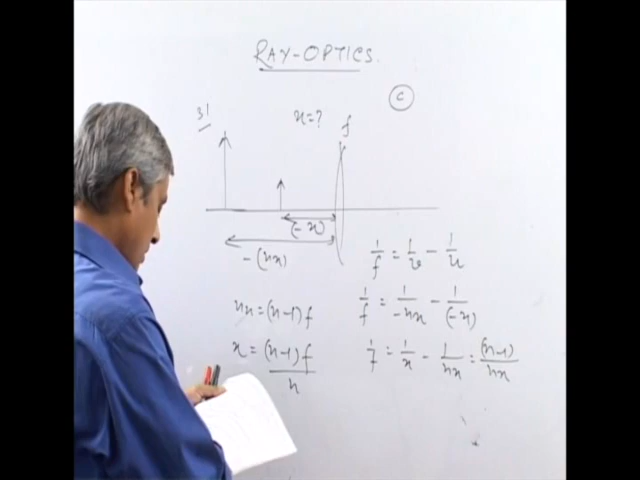 RAY-OPTICS.
C
31
x=?
f
(-x)
-(nx)
1/f = 1/v - 1/u
nx = (n-1)f
1/f = 1/-nx - 1/(-x)
x = (n-1)f/n
1/f = 1/x - 1/nx = (n-1)/nx